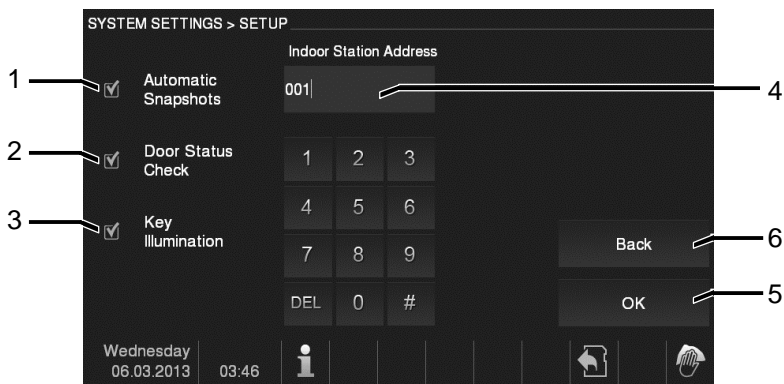 SYSTEM SETTINGS > SETUP
Indoor Station Address
1
Automatic
Snapshots
001
4
2
Door Status
Check
1 2 3
3
Key
Illumination
4 5 6
7 8 9
Back
6
DEL 0 #
OK
5
Wednesday
06.03.2013 03:46
i